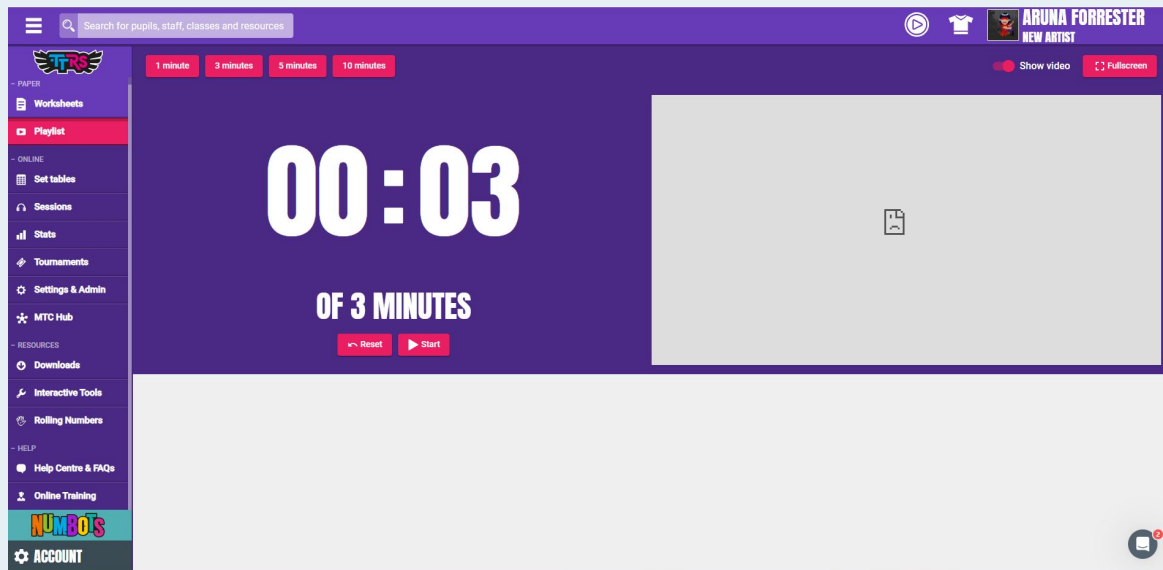 Search for pupils, staff, classes and resources
ARUNA FORRESTER
NEW ARTIST
TTRS
1 minute
3 minutes
5 minutes
10 minutes
Show video
Fullscreen
– PAPER
Worksheets
Playlist
– ONLINE
Set tables
Sessions
Stats
Tournaments
Settings & Admin
MTC Hub
– RESOURCES
Downloads
Interactive Tools
Rolling Numbers
– HELP
Help Centre & FAQs
Online Training
NUMBOTS
ACCOUNT
00:03
OF 3 MINUTES
Reset
Start
2